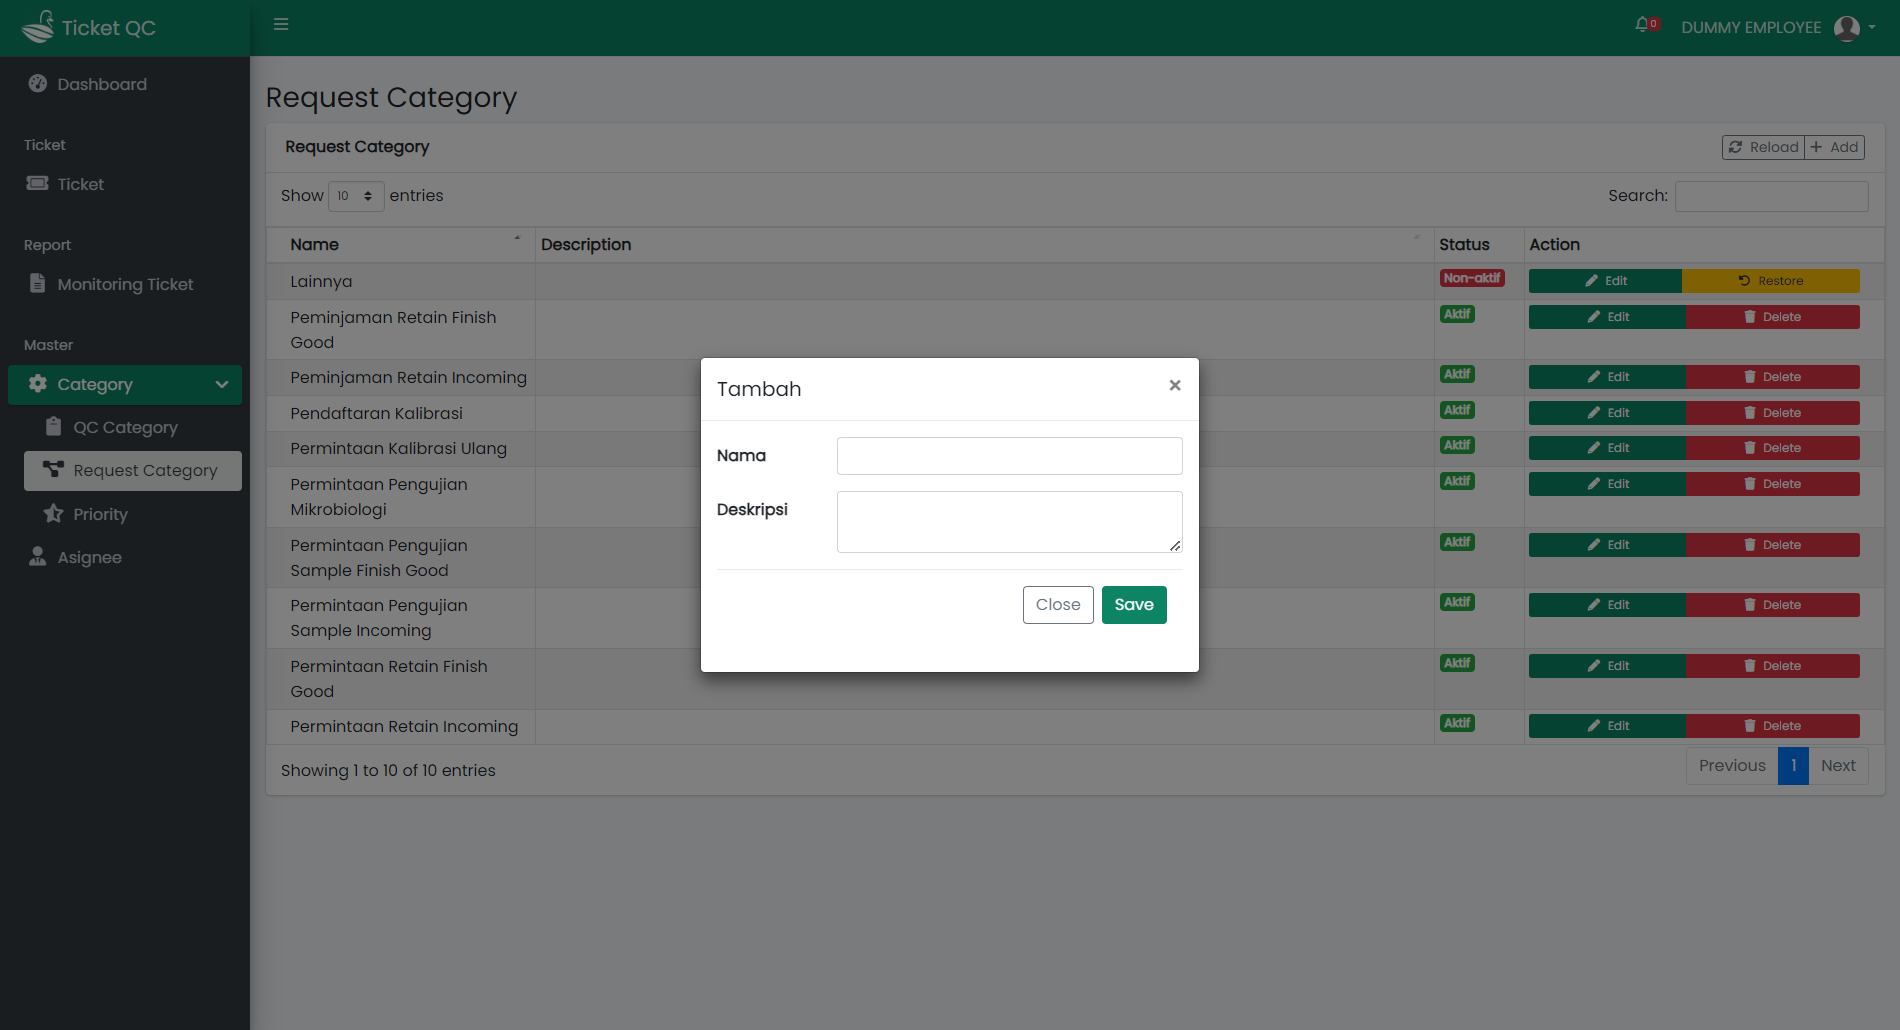 Ticket QC
0
DUMMY EMPLOYEE
Dashboard
Ticket
Ticket
Report
Monitoring Ticket
Master
Category
QC Category
Request Category
Priority
Asignee
Request Category
Request Category
Reload
Add
Show 10 entries
Search:
Name Description Status Action
Lainnya Non-aktif Edit Restore
Peminjaman Retain Finish Aktif Edit Delete
Good
Peminjaman Retain Incoming Aktif Edit Delete
Pendaftaran Kalibrasi Aktif Edit Delete
Permintaan Kalibrasi Ulang Aktif Edit Delete
Permintaan Pengujian Aktif Edit Delete
Mikrobiologi
Permintaan Pengujian Aktif Edit Delete
Sample Finish Good
Permintaan Pengujian Aktif Edit Delete
Sample Incoming
Permintaan Retain Finish Aktif Edit Delete
Good
Permintaan Retain Incoming Aktif Edit Delete
Showing 1 to 10 of 10 entries
Previous 1 Next
Tambah
×
Nama
Deskripsi
Close
Save